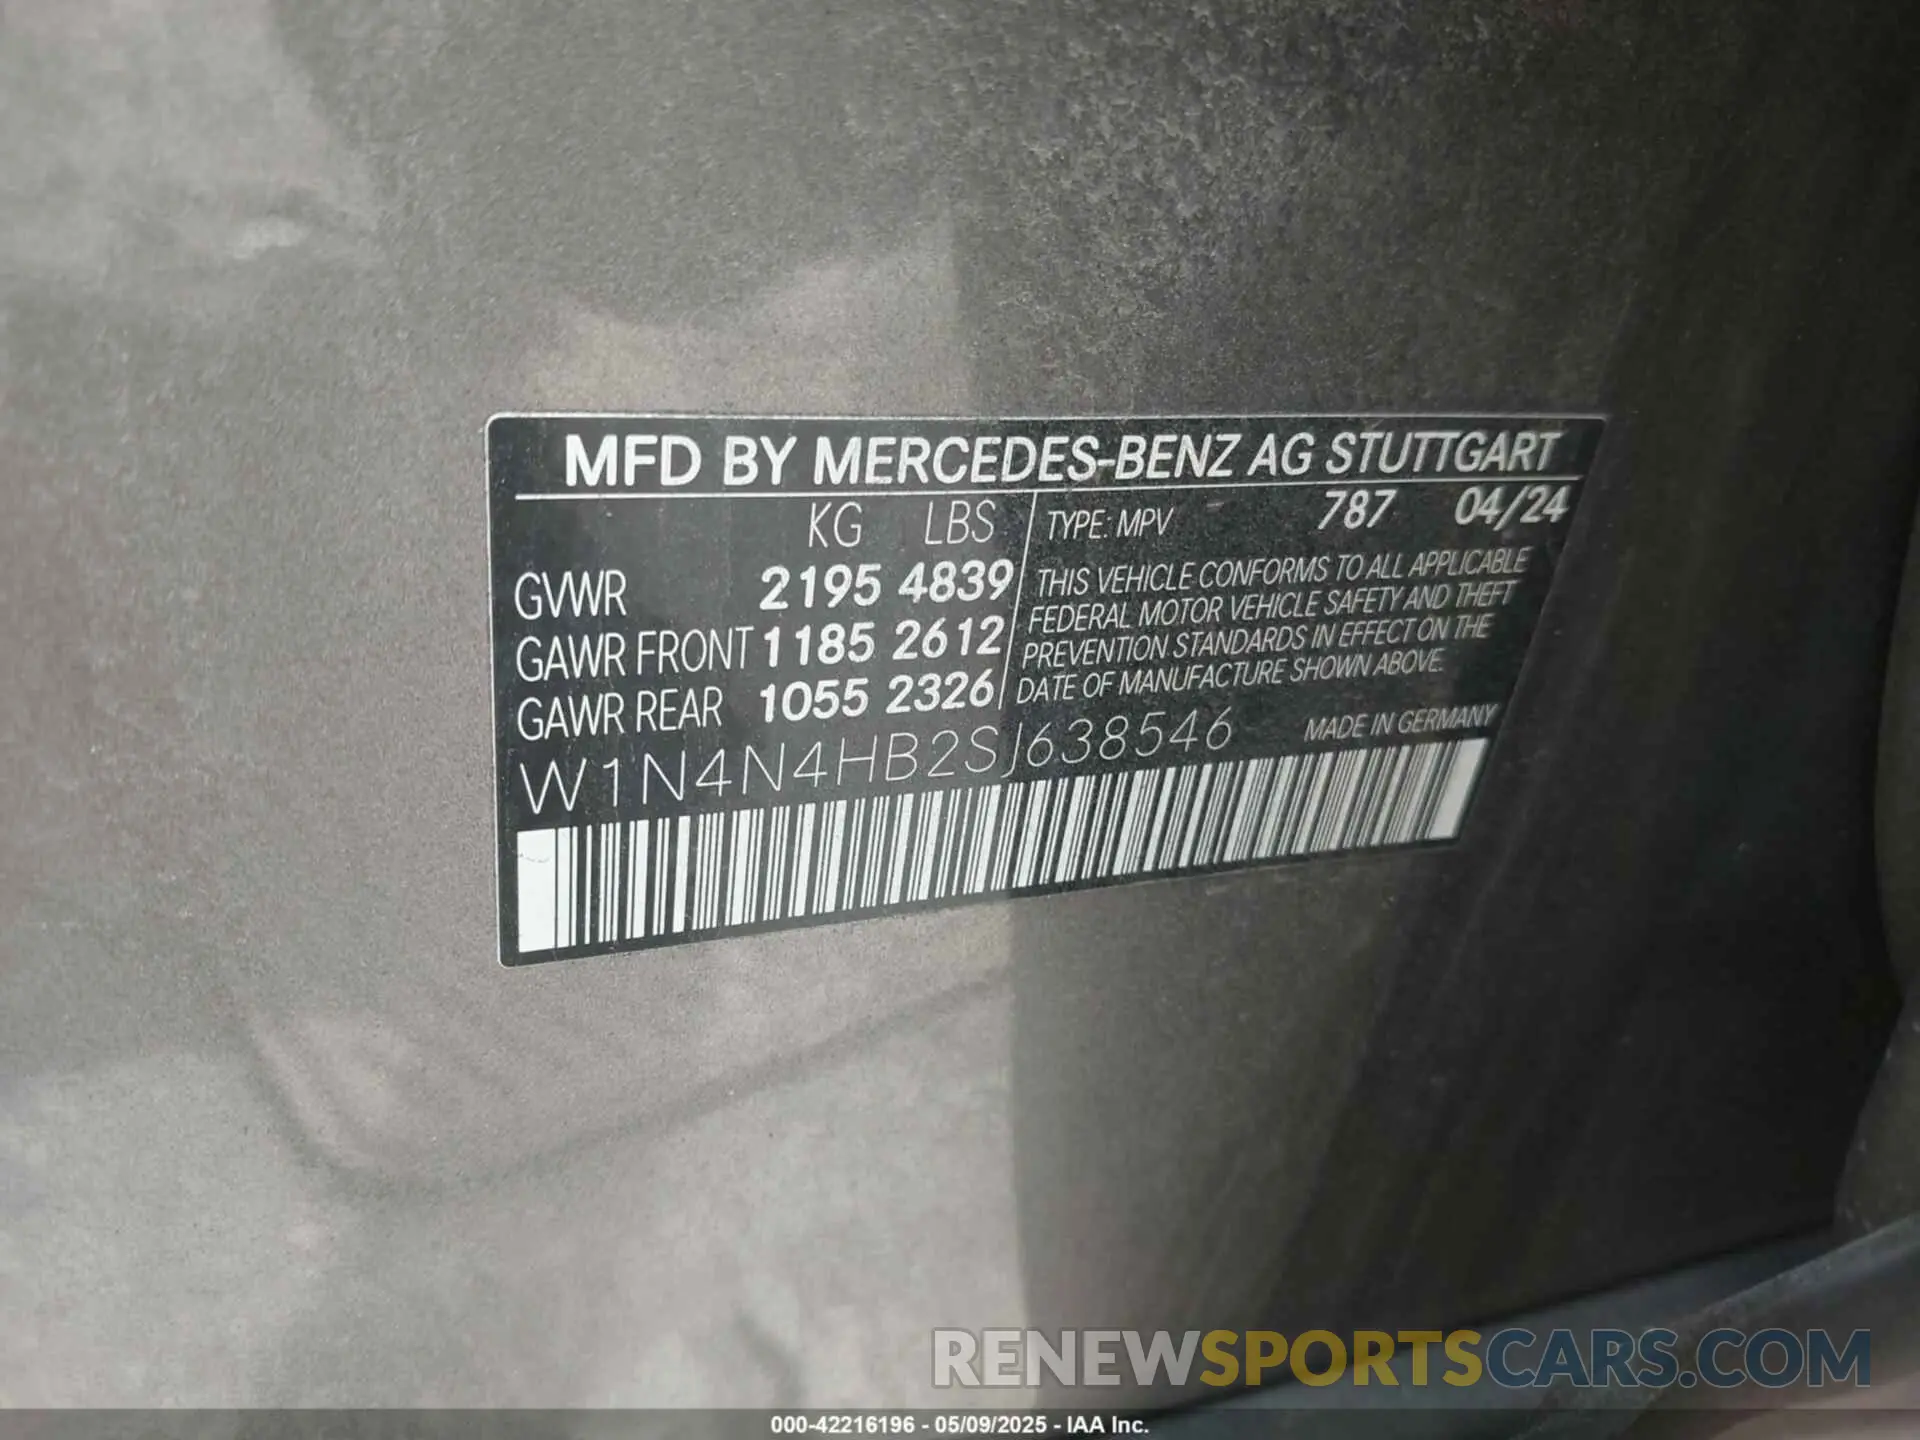 MFD BY MERCEDES-BENZ AG STUTTGART
KG LBS
GVWR 2195 4839
GAWR FRONT 1185 2612
GAWR REAR 1055 2326
TYPE: MPV 787 04/24
THIS VEHICLE CONFORMS TO ALL APPLICABLE
FEDERAL MOTOR VEHICLE SAFETY AND THEFT
PREVENTION STANDARDS IN EFFECT ON THE
DATE OF MANUFACTURE SHOWN ABOVE.
W1N4N4HB2SJ638546
MADE IN GERMANY
RENEWSPORTSCARS.COM
000-42216196 - 05/09/2025 - IAA Inc.